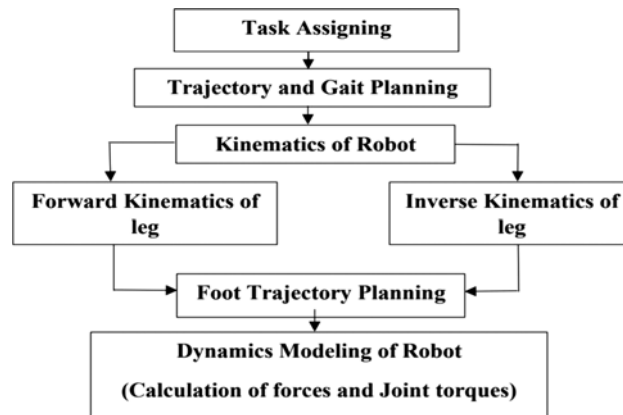 Task Assigning
Trajectory and Gait Planning
Kinematics of Robot
Forward Kinematics of
leg
Inverse Kinematics of
leg
Foot Trajectory Planning
Dynamics Modeling of Robot
(Calculation of forces and Joint torques)